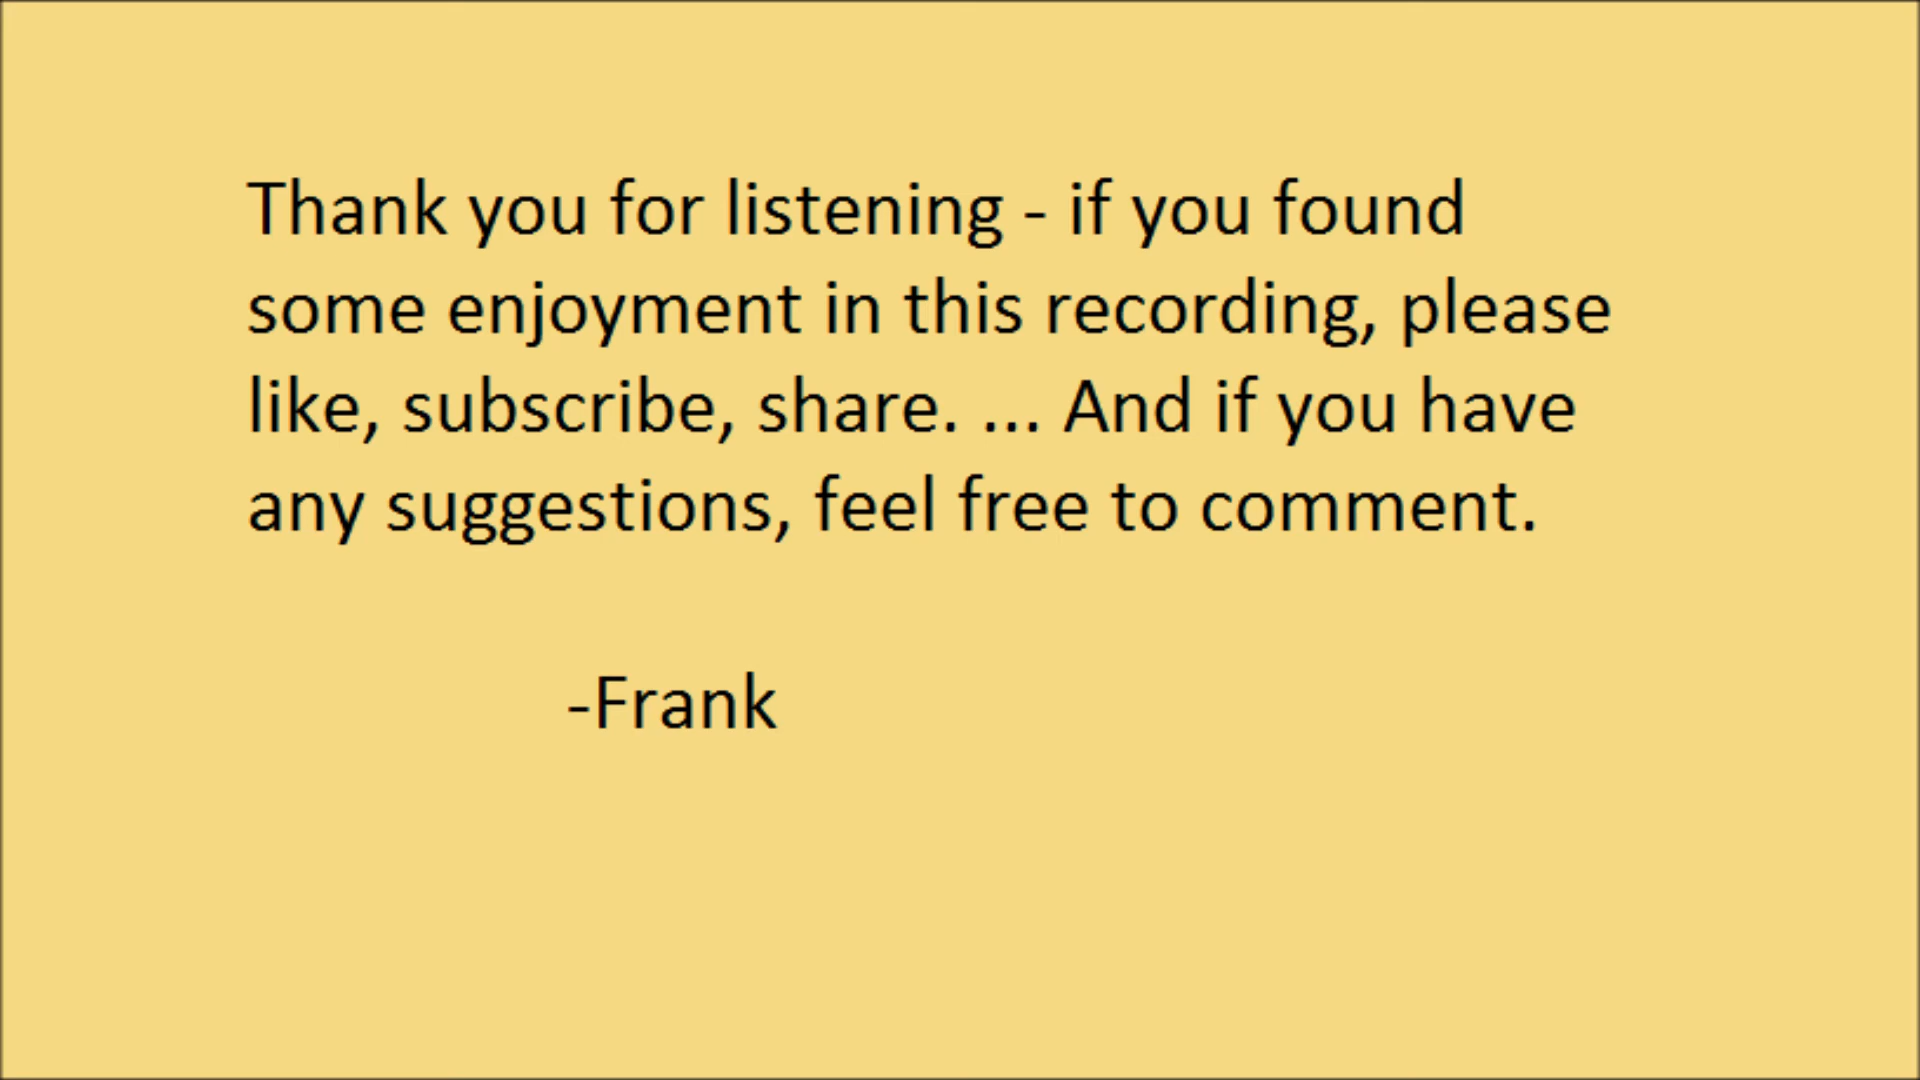 Thank you for listening - if you found
some enjoyment in this recording, please
like, subscribe, share. ... And if you have
any suggestions, feel free to comment.
-Frank